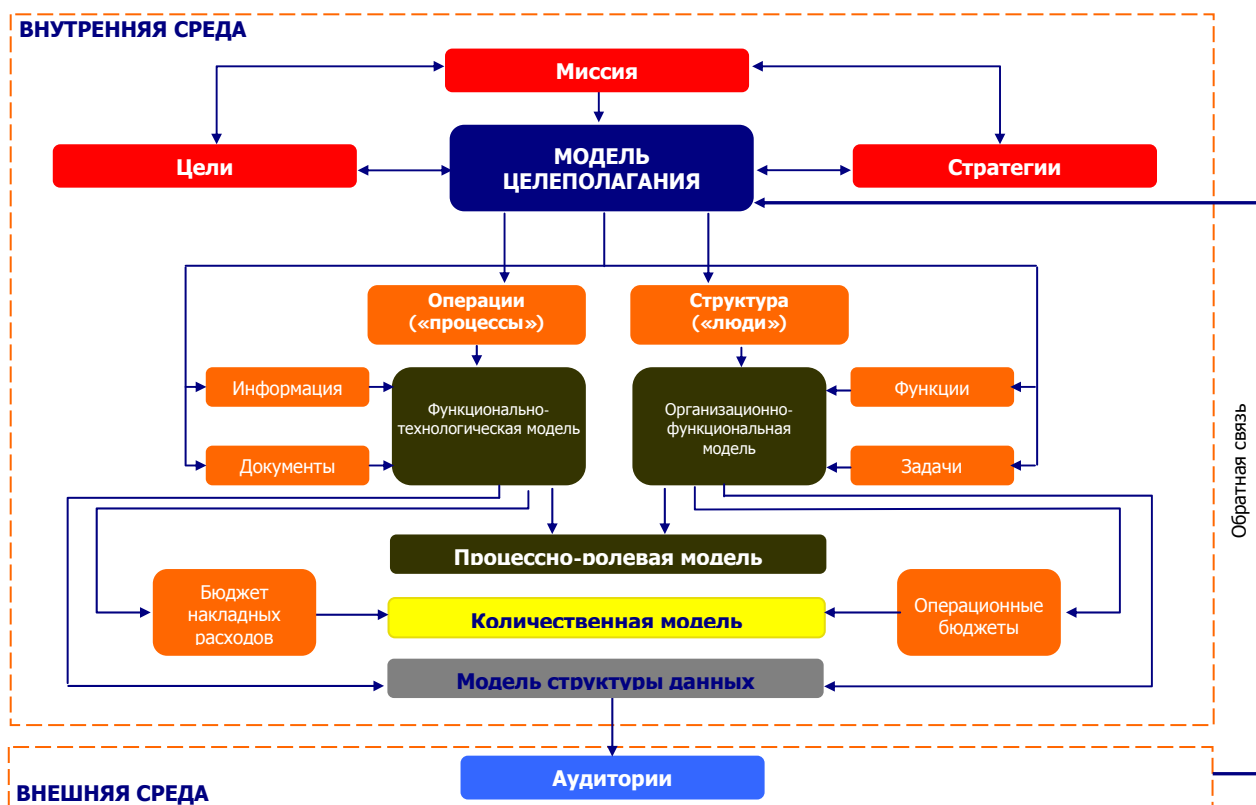 ВНУТРЕННЯЯ СРЕДА
Миссия
Цели
МОДЕЛЬ
ЦЕЛЕПОЛАГАНИЯ
Стратегии
Операции
(«процессы»)
Структура
(«люди»)
Информация
Функционально-
технологическая модель
Организационно-
функциональная
модель
Функции
Документы
Задачи
Обратная связь
Процессно-ролевая модель
Бюджет
накладных
расходов
Количественная модель
Операционные
бюджеты
Модель структуры данных
Аудитории
ВНЕШНЯЯ СРЕДА